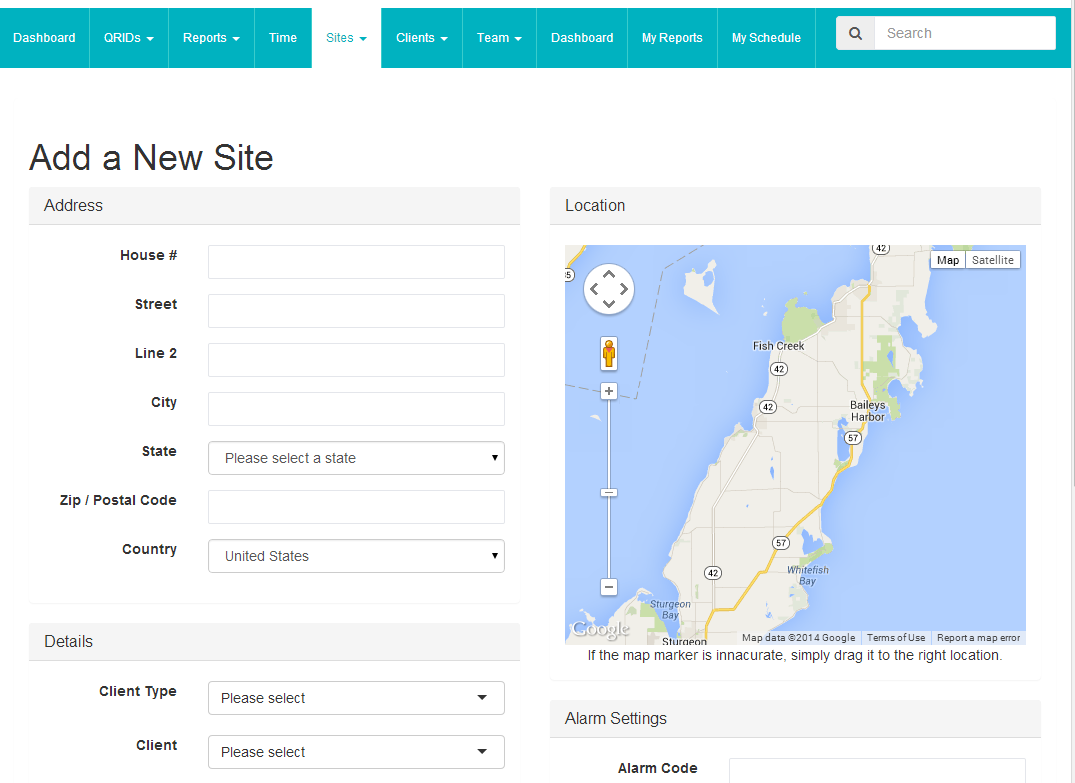 Dashboard QRIDs Reports Time Sites Clients Team Dashboard My Reports My Schedule Search
Add a New Site
Address
House #
Street
Line 2
City
State Please select a state
Zip / Postal Code
Country United States
Details
Client Type Please select
Client Please select
Location
42
Map Satellite
Fish Creek
42
42
Baileys
Harbor
57
57
42
Whitefish
Bay
Sturgeon
Bay
Google
Sturgeon
Map data ©2014 Google Terms of Use Report a map error
If the map marker is innacurate, simply drag it to the right location.
Alarm Settings
Alarm Code